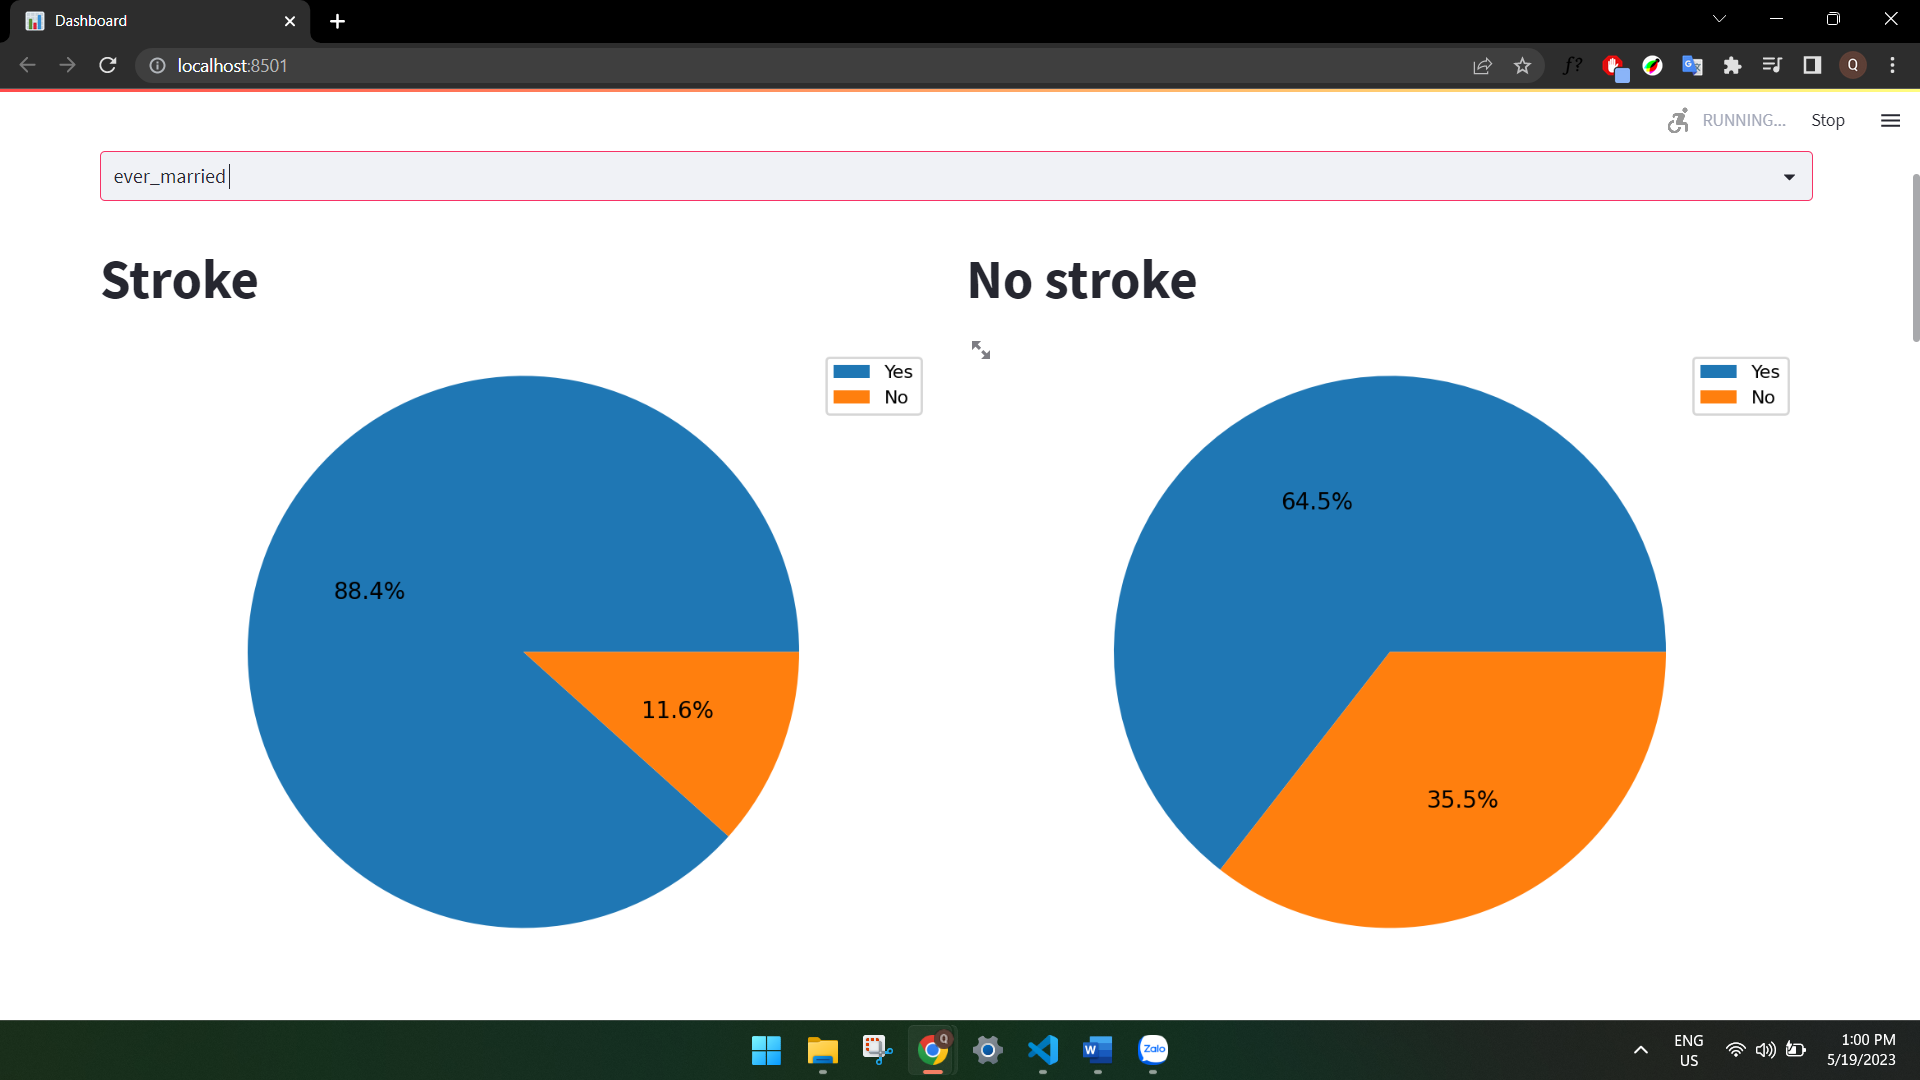 Dashboard
localhost:8501
f?
Q
RUNNING...
Stop
ever_married
Stroke
No stroke
Yes
No
88.4%
11.6%
Yes
No
64.5%
35.5%
Q
W
Zalo
ENG
US
1:00 PM
5/19/2023